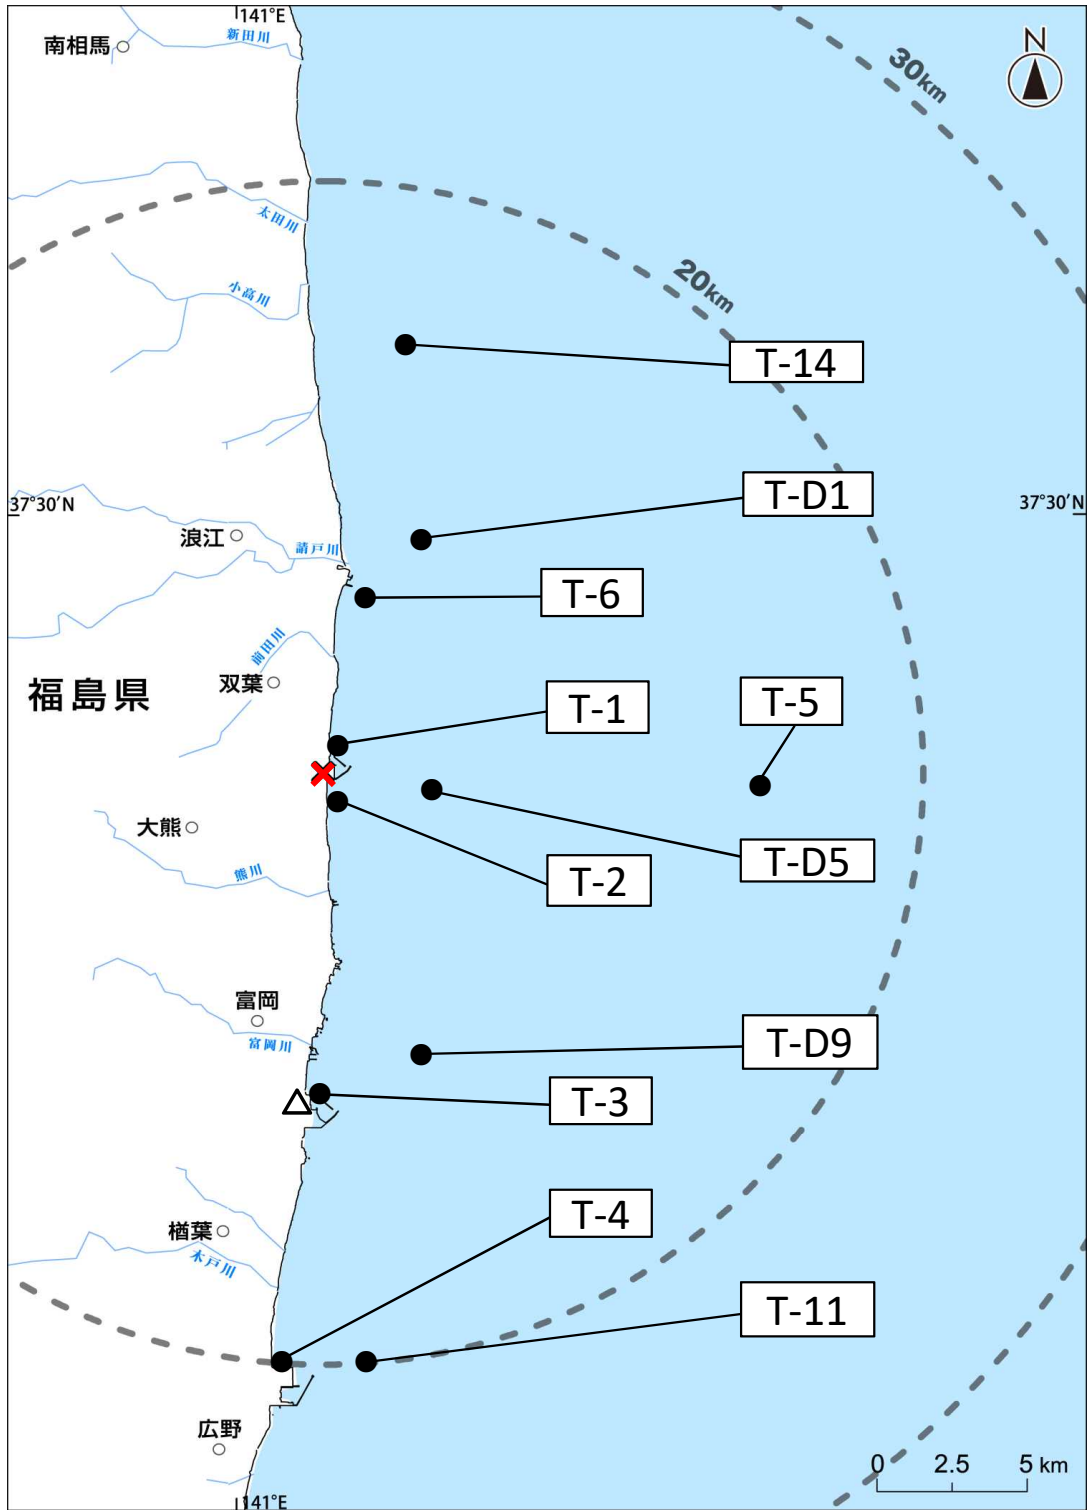 141°E
新田川
南相馬
N
30km
太田川
20km
小高川
T-14
T-D1
37°30′N
37°30′N
浪江
請戸川
T-6
前田川
双葉
福島県
T-1
T-5
大熊
T-D5
T-2
熊川
富岡
富岡川
T-D9
T-3
T-4
楢葉
木戸川
T-11
広野
0 2.5 5 km
141°E